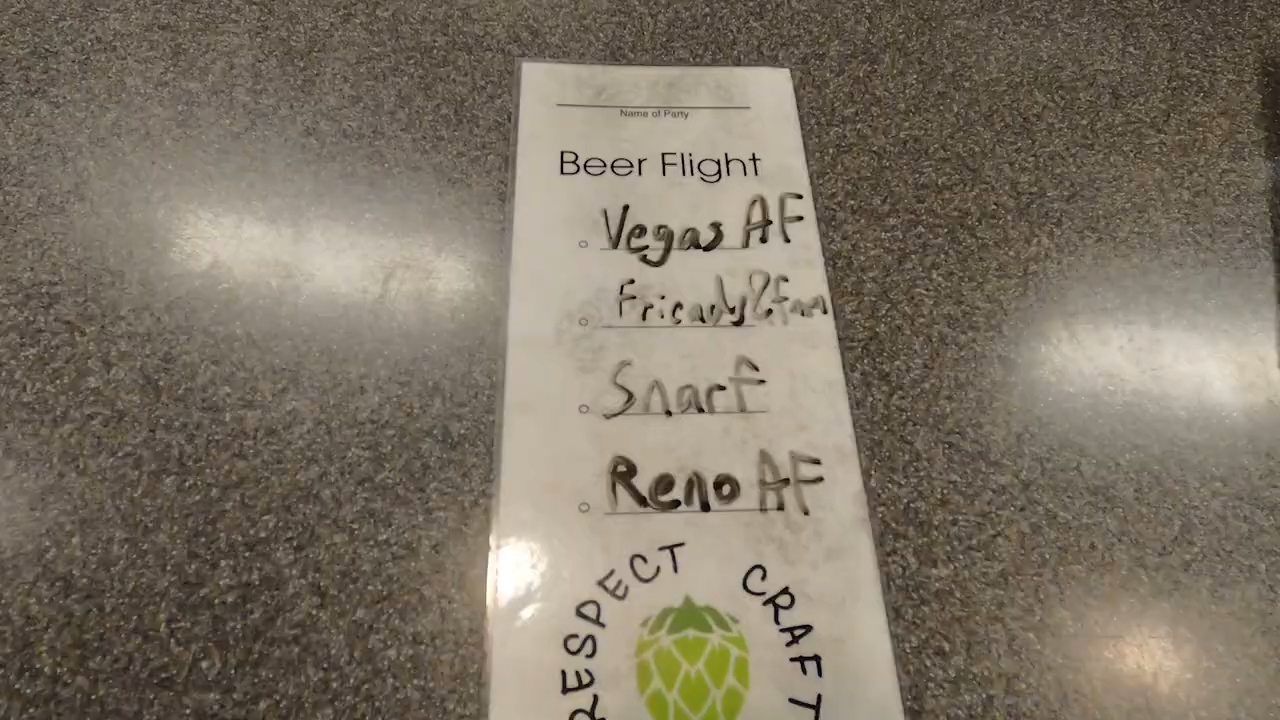 Name of Party
Beer Flight
Vegas AF
Snarf
Reno AF
RESPECT CRAFT